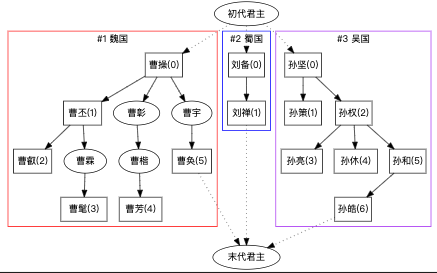 初代君主
#1 魏国
#2 蜀国
#3 吴国
曹操(0)
刘备(0)
孙坚(0)
曹丕(1)
曹彰
曹宇
刘禅(1)
孙策(1)
孙权(2)
曹叡(2)
曹霖
曹楷
曹奂(5)
孙亮(3)
孙休(4)
孙和(5)
曹髦(3)
曹芳(4)
孙皓(6)
末代君主